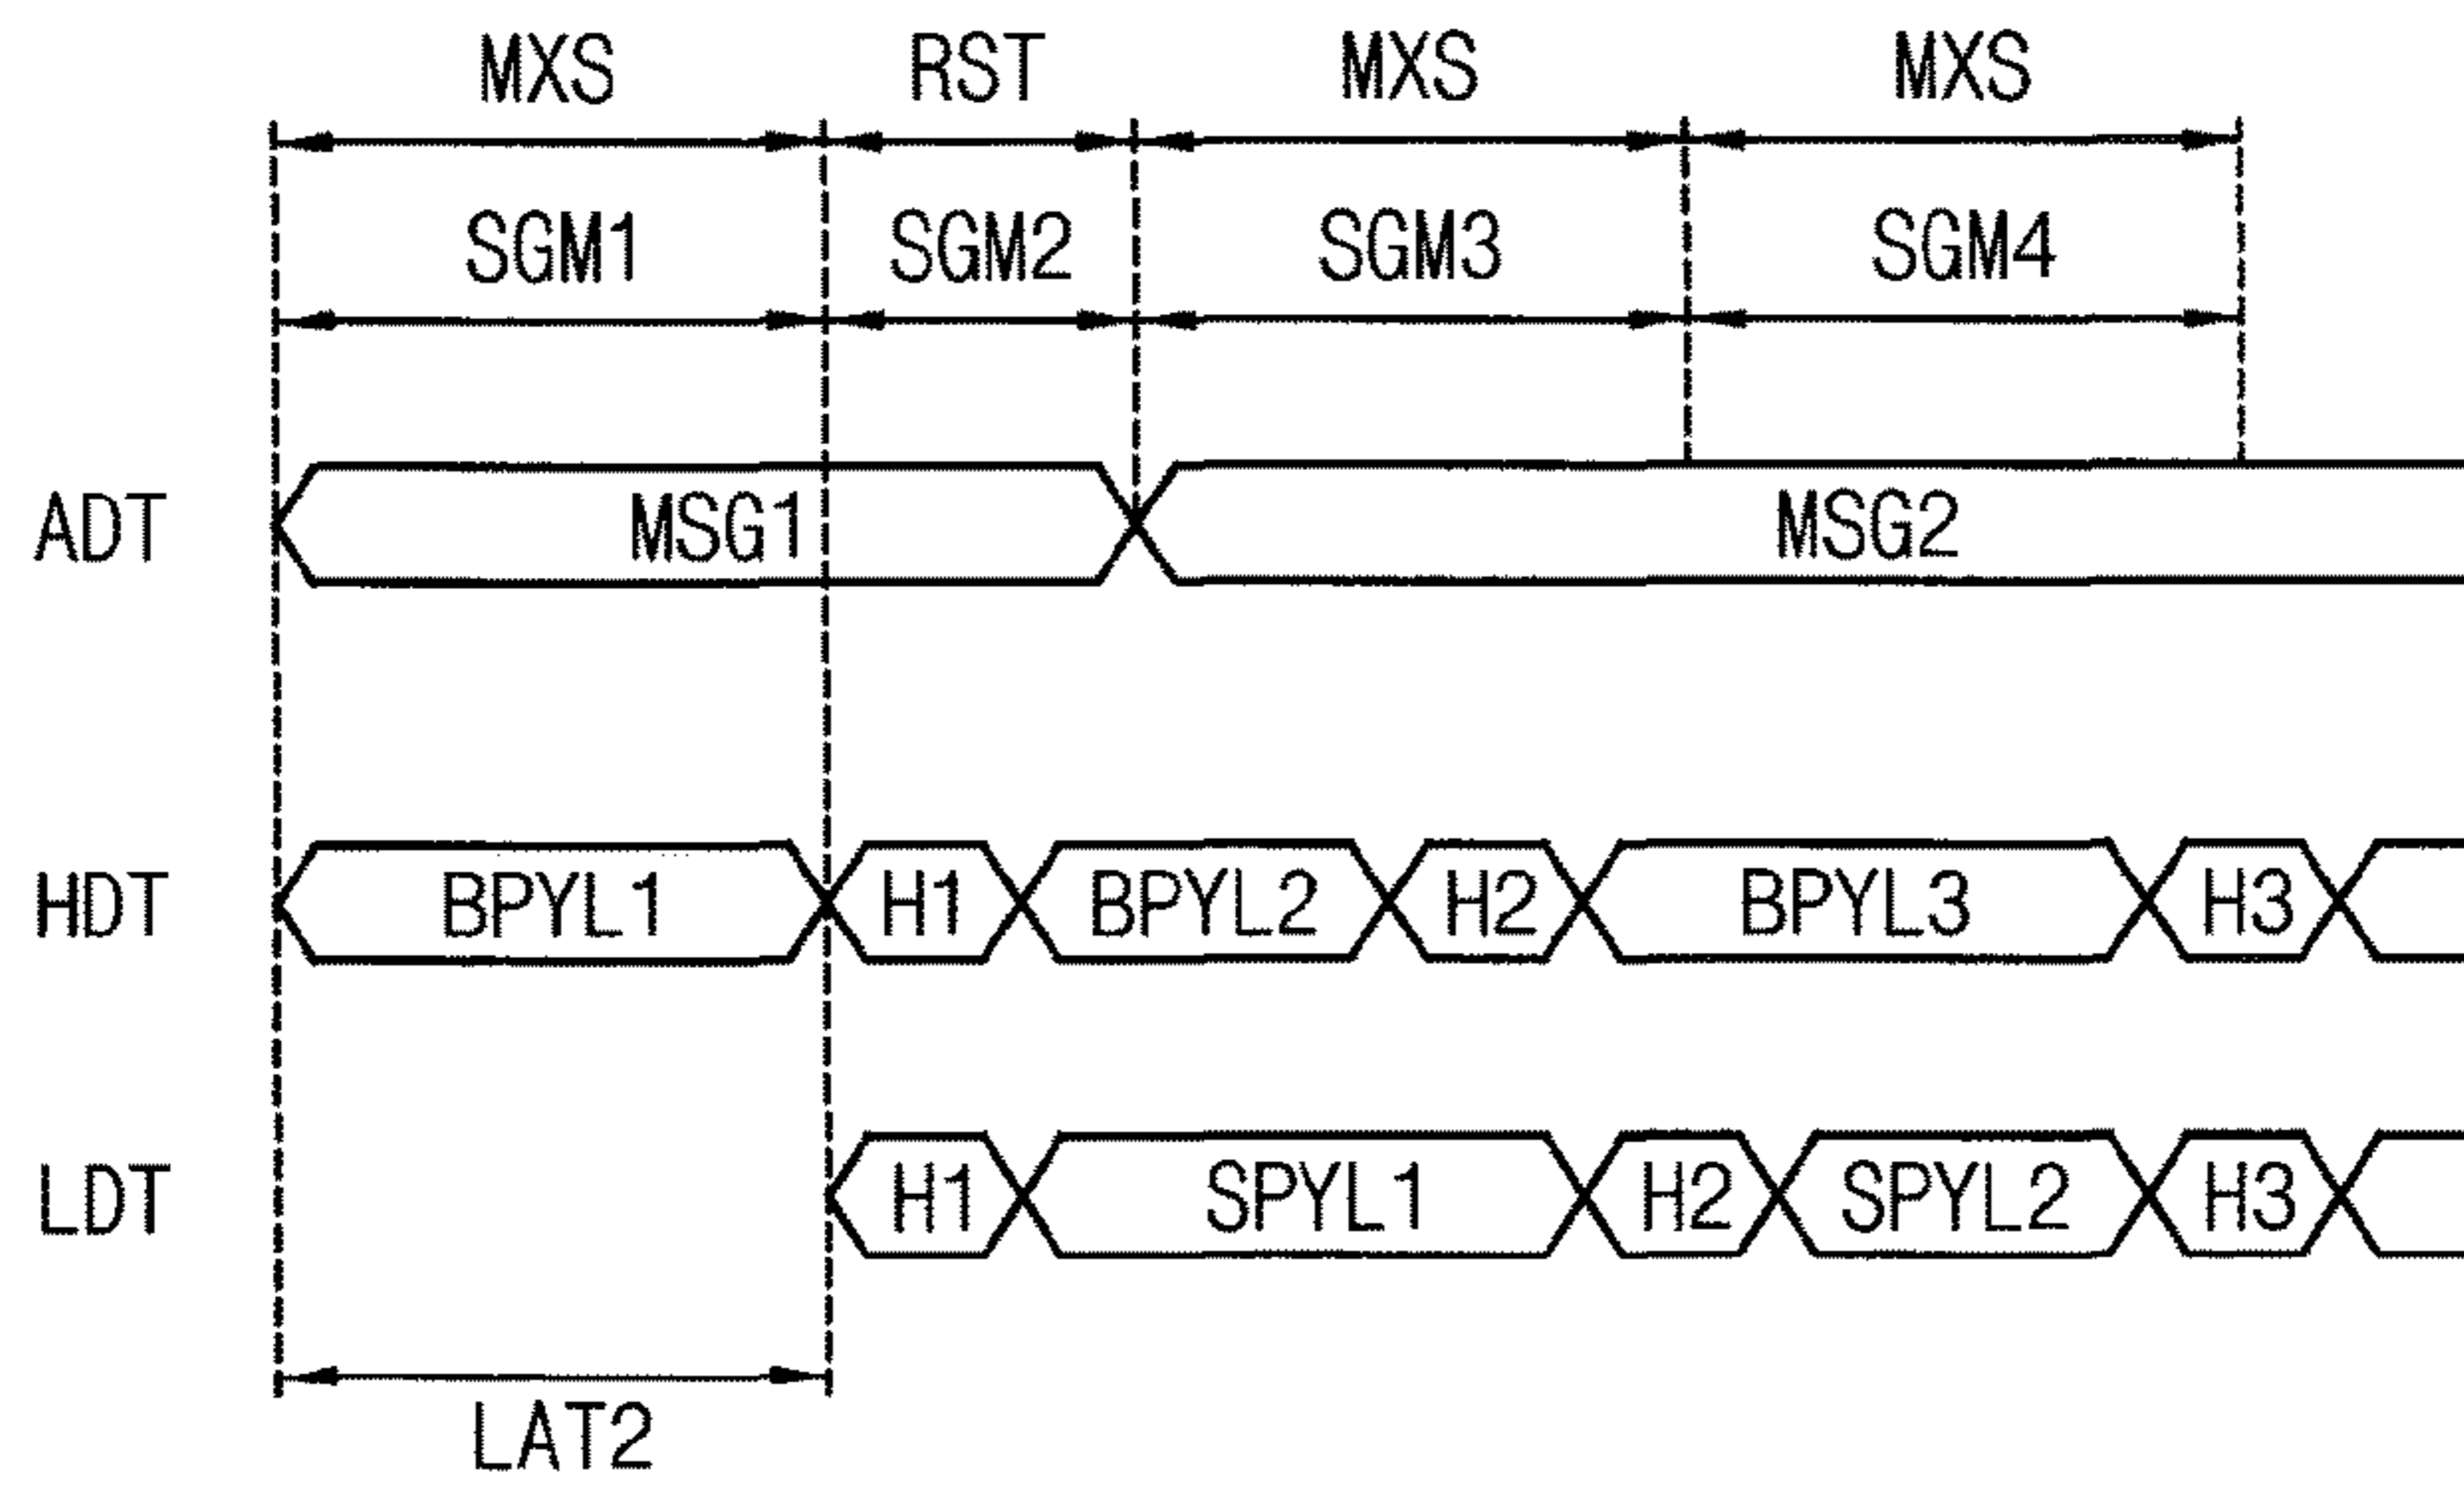 MXS RST MXS MXS
SGM1 SGM2 SGM3 SGM4
ADT MSG1 MSG2
HDT BPYL1 H1 BPYL2 H2 BPYL3 H3
LDT H1 SPYL1 H2 SPYL2 H3
LAT2